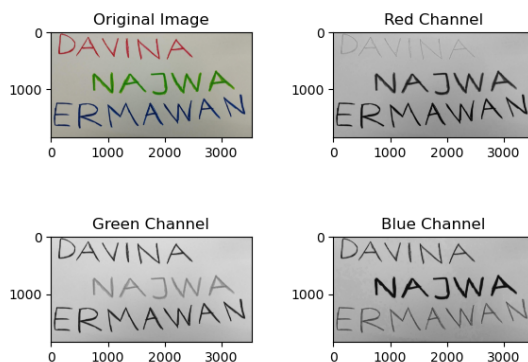 Original Image
0
DAVINA
NAJWA
1000
ERMAWAN
0 1000 2000 3000
Red Channel
0
DAVINA
NAJWA
1000
ERMAWAN
0 1000 2000 3000
Green Channel
0
DAVINA
NAJWA
1000
ERMAWAN
0 1000 2000 3000
Blue Channel
0
DAVINA
NAJWA
1000
ERMAWAN
0 1000 2000 3000